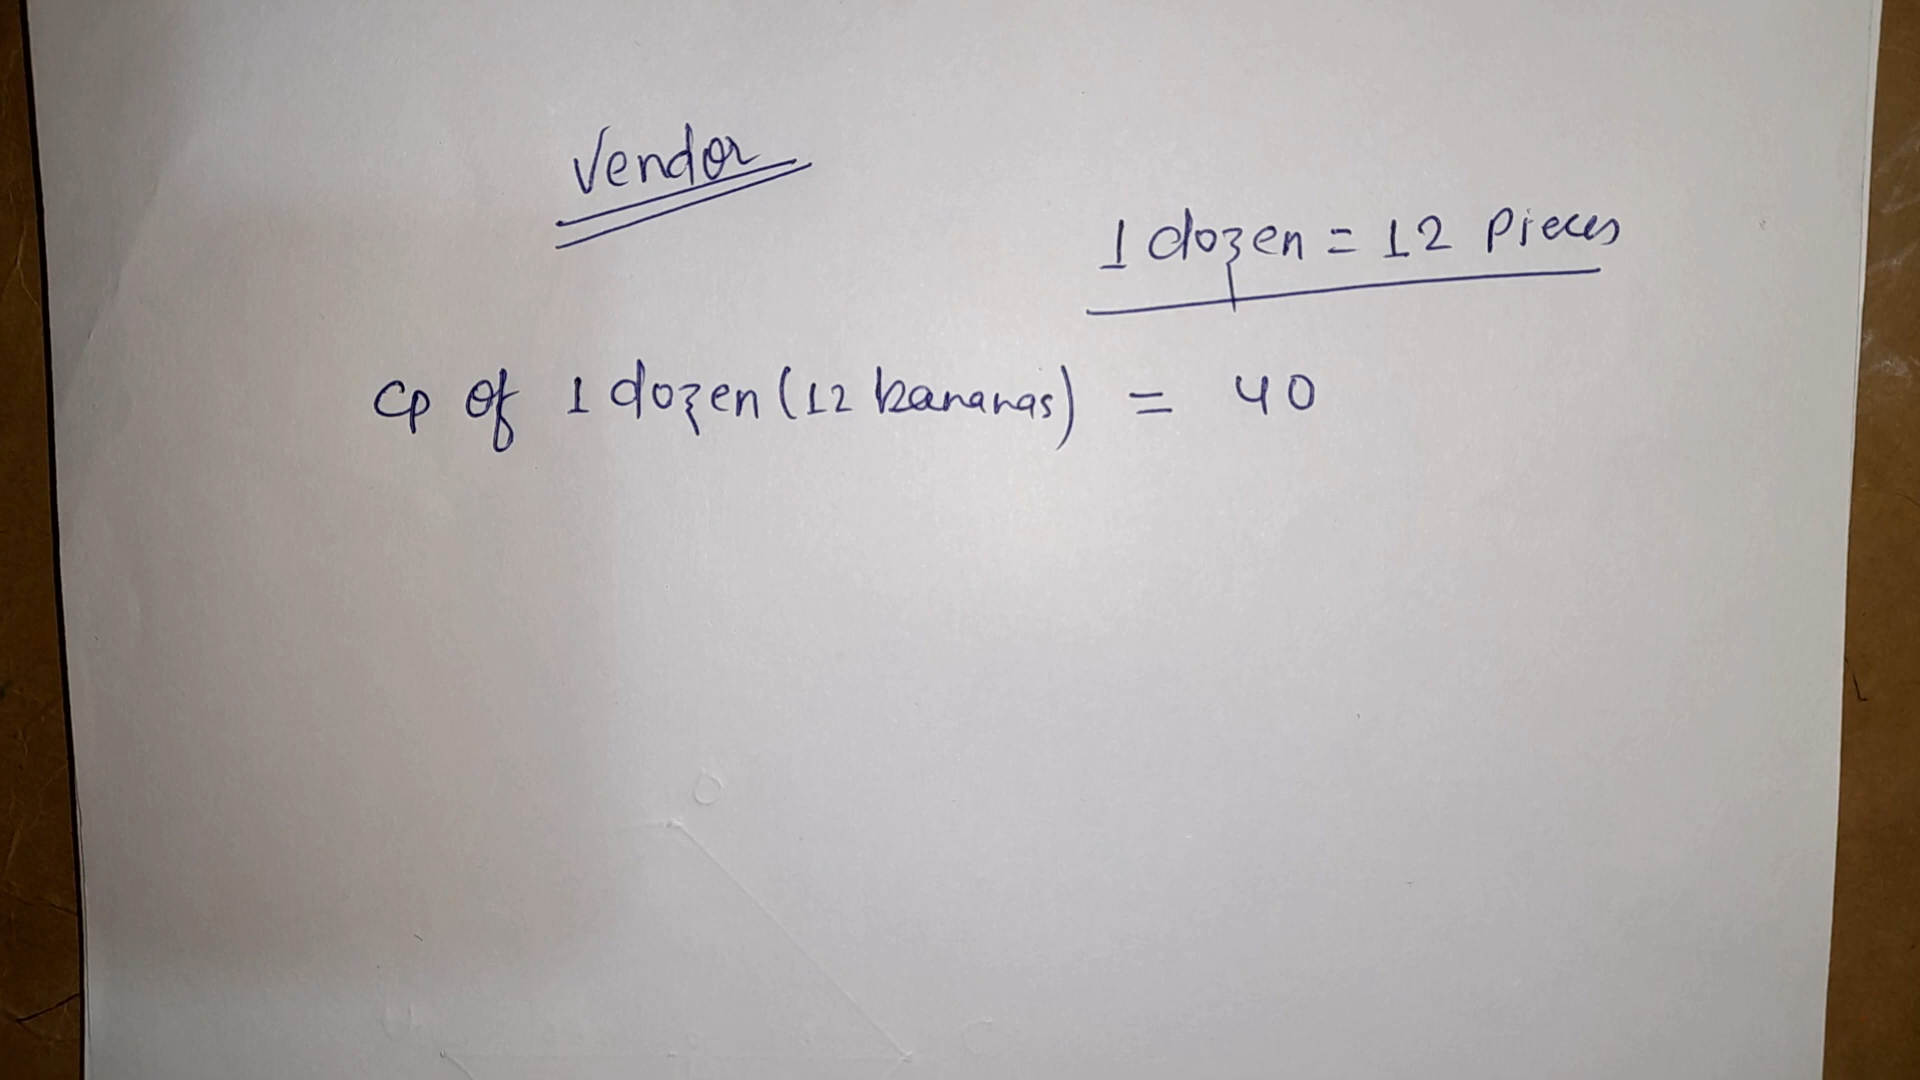 Vendor
1 dozen = 12 Pieces
CP of 1 dozen (12 bananas) = 40